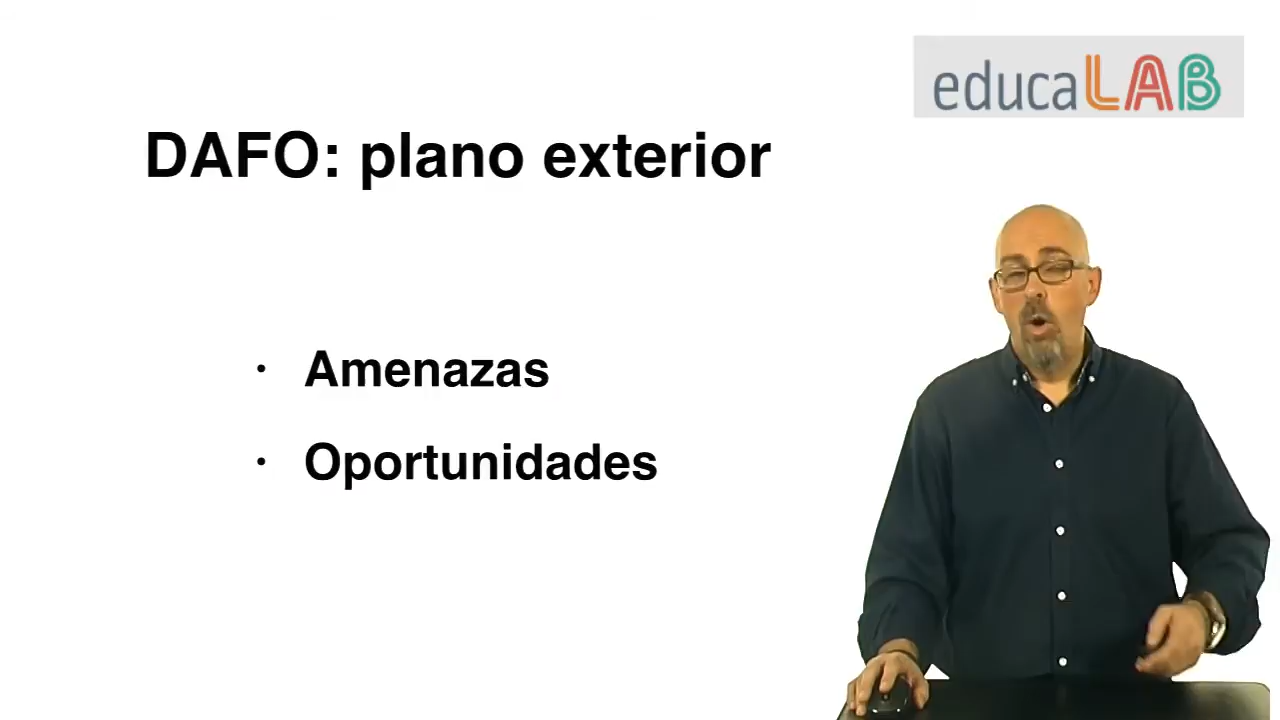 educaLAB
DAFO: plano exterior
· Amenazas
· Oportunidades